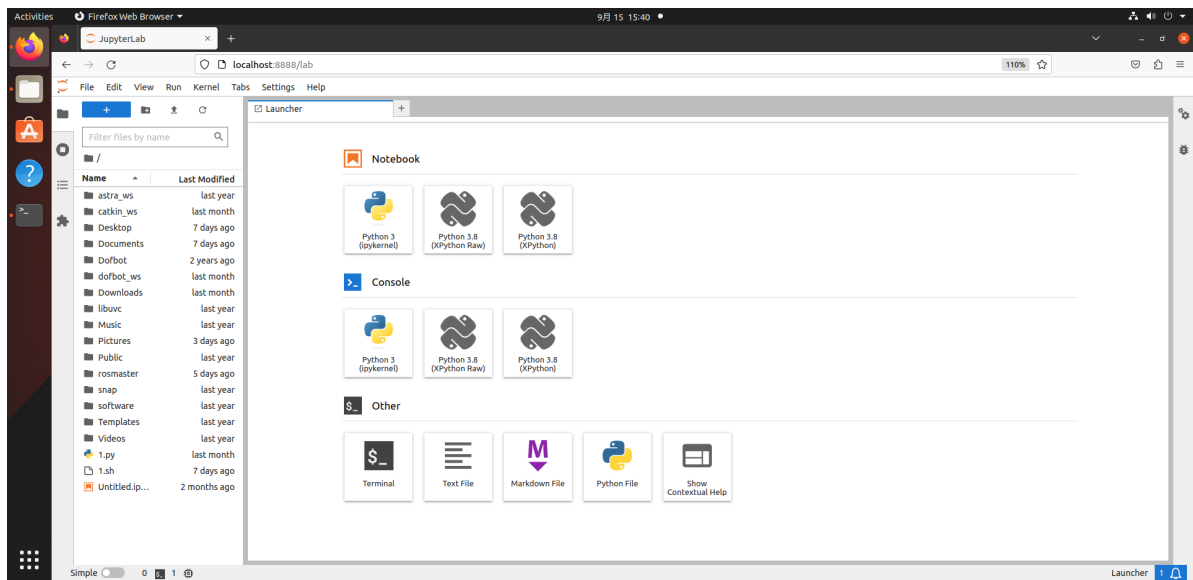 Activities Firefox Web Browser 9月 15 15:40
JupyterLab
localhost:8888/lab 110%
File Edit View Run Kernel Tabs Settings Help
Launcher
Filter files by name
/
Name Last Modified
astra_ws last year
catkin_ws last month
Desktop 7 days ago
Documents 7 days ago
Dofbot 2 years ago
dofbot_ws last month
Downloads last month
libuvc last year
Music last year
Pictures 3 days ago
Public last year
rosmaster 5 days ago
snap last year
software last year
Templates last year
Videos last year
1.py last month
1.sh 7 days ago
Untitled.ip... 2 months ago
Notebook
Python 3
(ipykernel)
Python 3.8
(XPython Raw)
Python 3.8
(XPython)
Console
Python 3
(ipykernel)
Python 3.8
(XPython Raw)
Python 3.8
(XPython)
$_ Other
$_
Terminal
Text File
M
Markdown File
Python File
Show
Contextual Help
Simple 0 1 Launcher 1